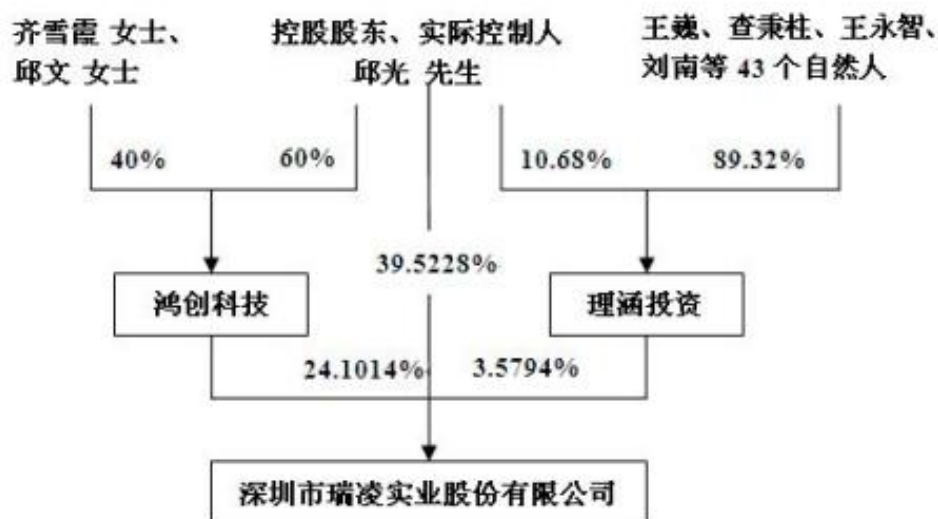 齐雪霞 女士、
邱文 女士
控股股东、实际控制人
邱光 先生
王巍、查秉柱、王永智、
刘南等 43 个自然人
40%
60%
10.68%
89.32%
39.5228%
鸿创科技
理涵投资
24.1014%
3.5794%
深圳市瑞凌实业股份有限公司